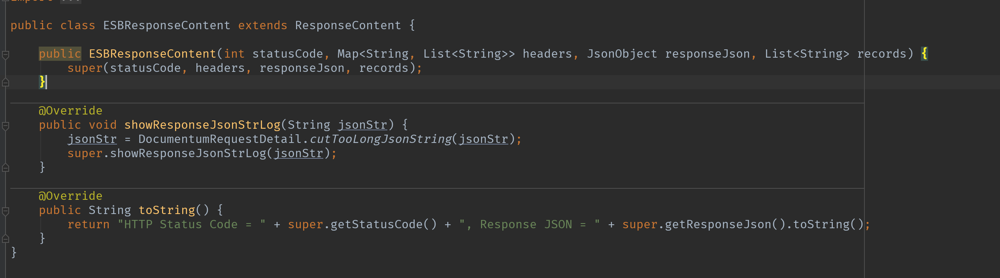 import ...
public class ESBResponseContent extends ResponseContent {
public ESBResponseContent(int statusCode, Map<String, List<String>> headers, JsonObject responseJson, List<String> records) {
super(statusCode, headers, responseJson, records);
}
@Override
public void showResponseJsonStrLog(String jsonStr) {
jsonStr = DocumentumRequestDetail.cutTooLongJsonString(jsonStr);
super.showResponseJsonStrLog(jsonStr);
}
@Override
public String toString() {
return "HTTP Status Code = " + super.getStatusCode() + ", Response JSON = " + super.getResponseJson().toString();
}
}